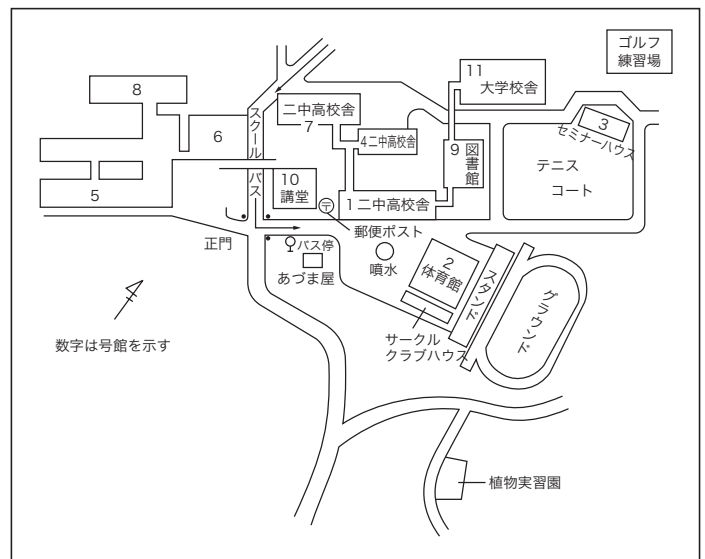 ゴルフ
練習場
11
大学校舎
8
二中高校舎
7
スクールバス
6
4二中高校舎
9
図書館
3
セミナーハウス
テニス
コート
5
10
講堂
1二中高校舎
〒
郵便ポスト
正門
バス停
あづま屋
噴水
2
体育館
スタンド
グラウンド
サークル
クラブハウス
数字は号館を示す
植物実習園